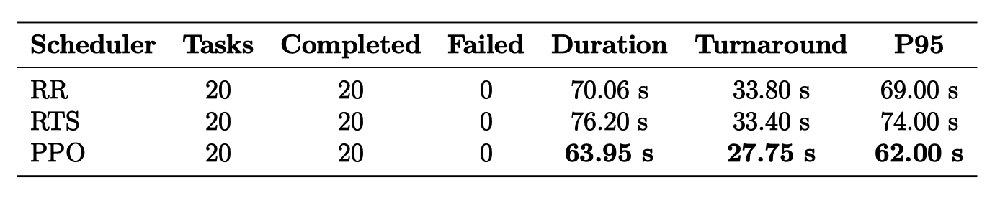 Scheduler Tasks Completed Failed Duration Turnaround P95
RR 20 20 0 70.06 s 33.80 s 69.00 s
RTS 20 20 0 76.20 s 33.40 s 74.00 s
PPO 20 20 0 63.95 s 27.75 s 62.00 s